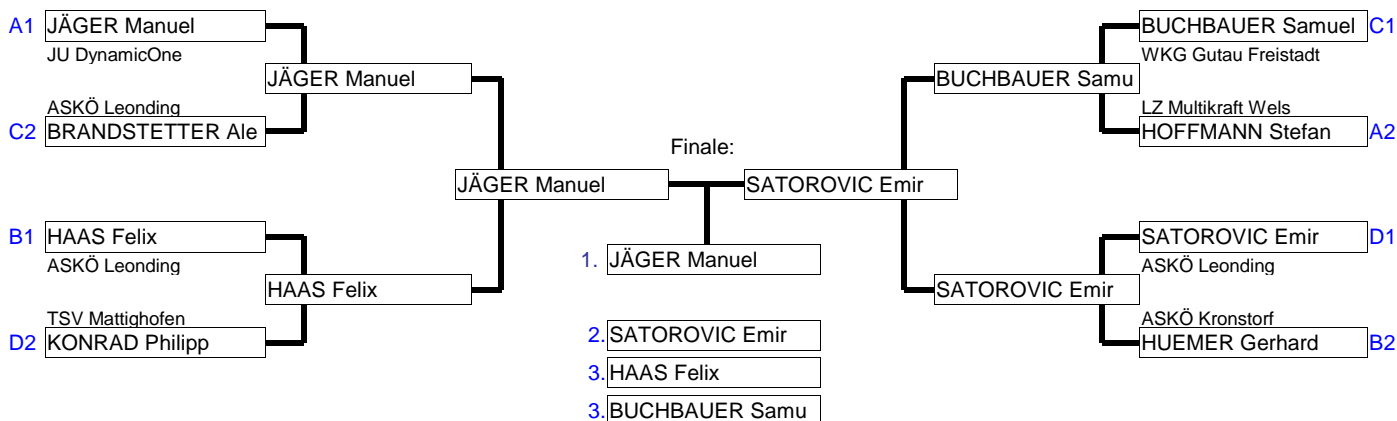 A1 JÄGER Manuel
JU DynamicOne
JÄGER Manuel
ASKÖ Leonding
C2 BRANDSTETTER Ale
JÄGER Manuel
B1 HAAS Felix
ASKÖ Leonding
HAAS Felix
TSV Mattighofen
D2 KONRAD Philipp
Finale:
1. JÄGER Manuel
2. SATOROVIC Emir
3. HAAS Felix
3. BUCHBAUER Samu
BUCHBAUER Samuel C1
WKG Gutau Freistadt
BUCHBAUER Samu
LZ Multikraft Wels
HOFFMANN Stefan A2
SATOROVIC Emir
SATOROVIC Emir D1
ASKÖ Leonding
SATOROVIC Emir
ASKÖ Kronstorf
HUEMER Gerhard B2